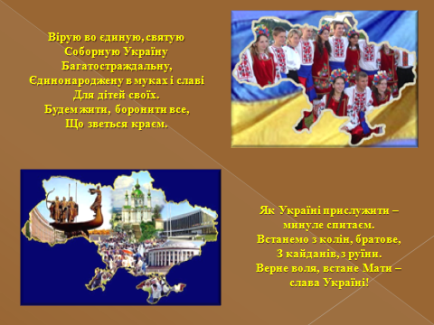 Вірую во єдиную, святую
Соборную Україну
Багатостраждальну,
Єдинонароджену в муках і славі
Для дітей своїх.
Будем жити, боронити все,
Що зветься краєм.
Як Україні прислужити –
минуле спитаєм.
Встанемо з колін, братове,
З кайданів, з руїни.
Верне воля, встане Мати –
слава Україні!